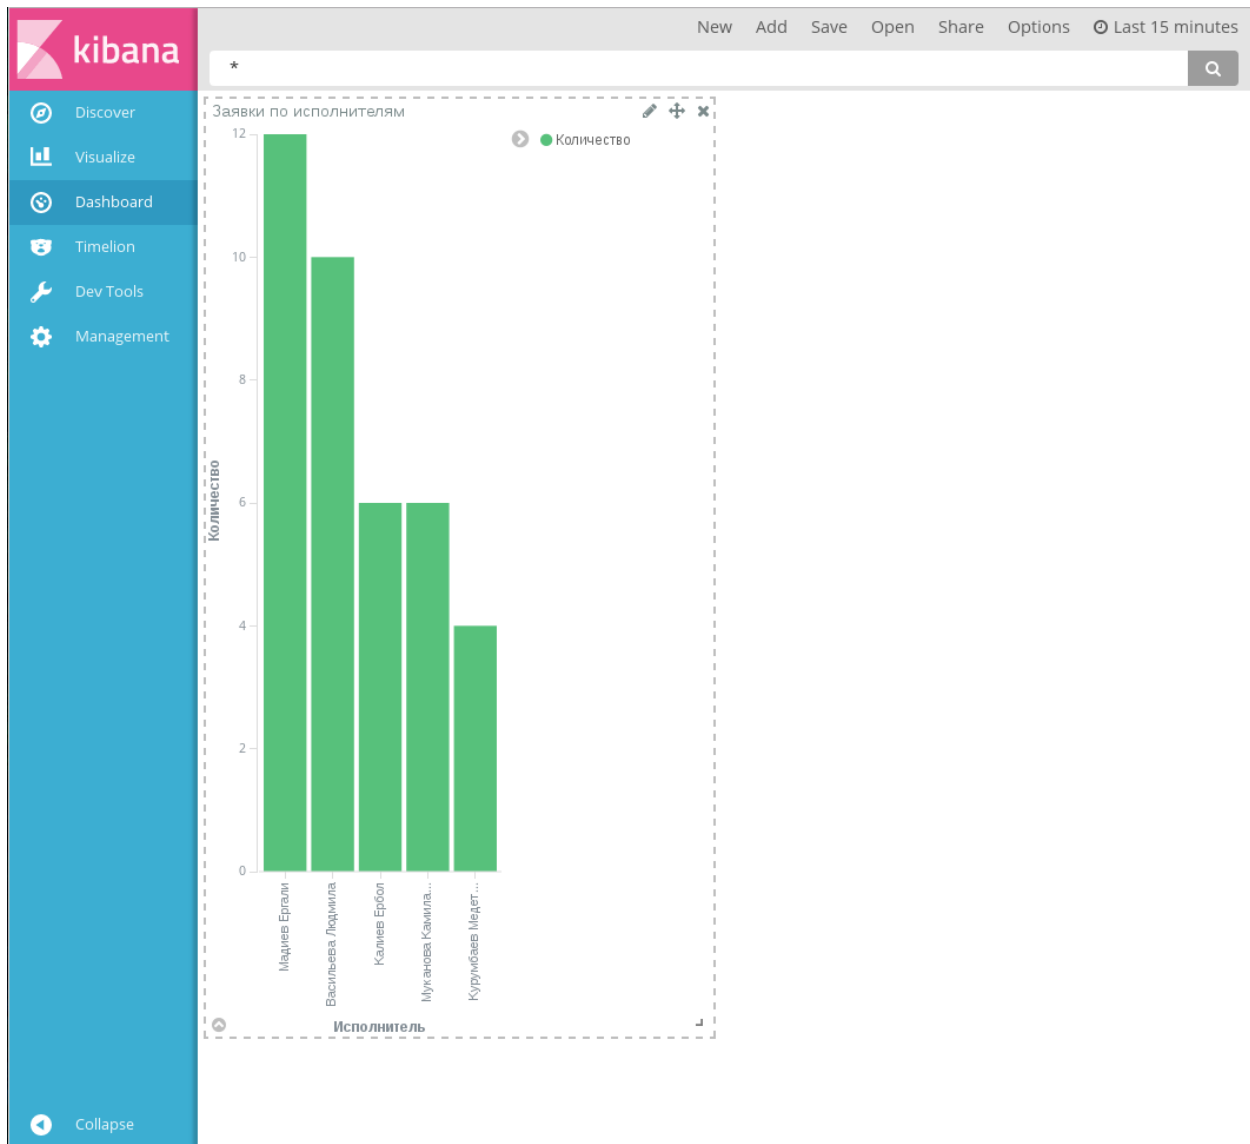 kibana
New Add Save Open Share Options Last 15 minutes
*
Discover
Visualize
Dashboard
Timelion
Dev Tools
Management
Collapse
Заявки по исполнителям
Количество
12
10
8
6
4
2
0
Количество
Мадиев Ергали
Васильева Людмила
Калиев Ербол
Муканова Камила...
Курумбаев Медет...
Исполнитель